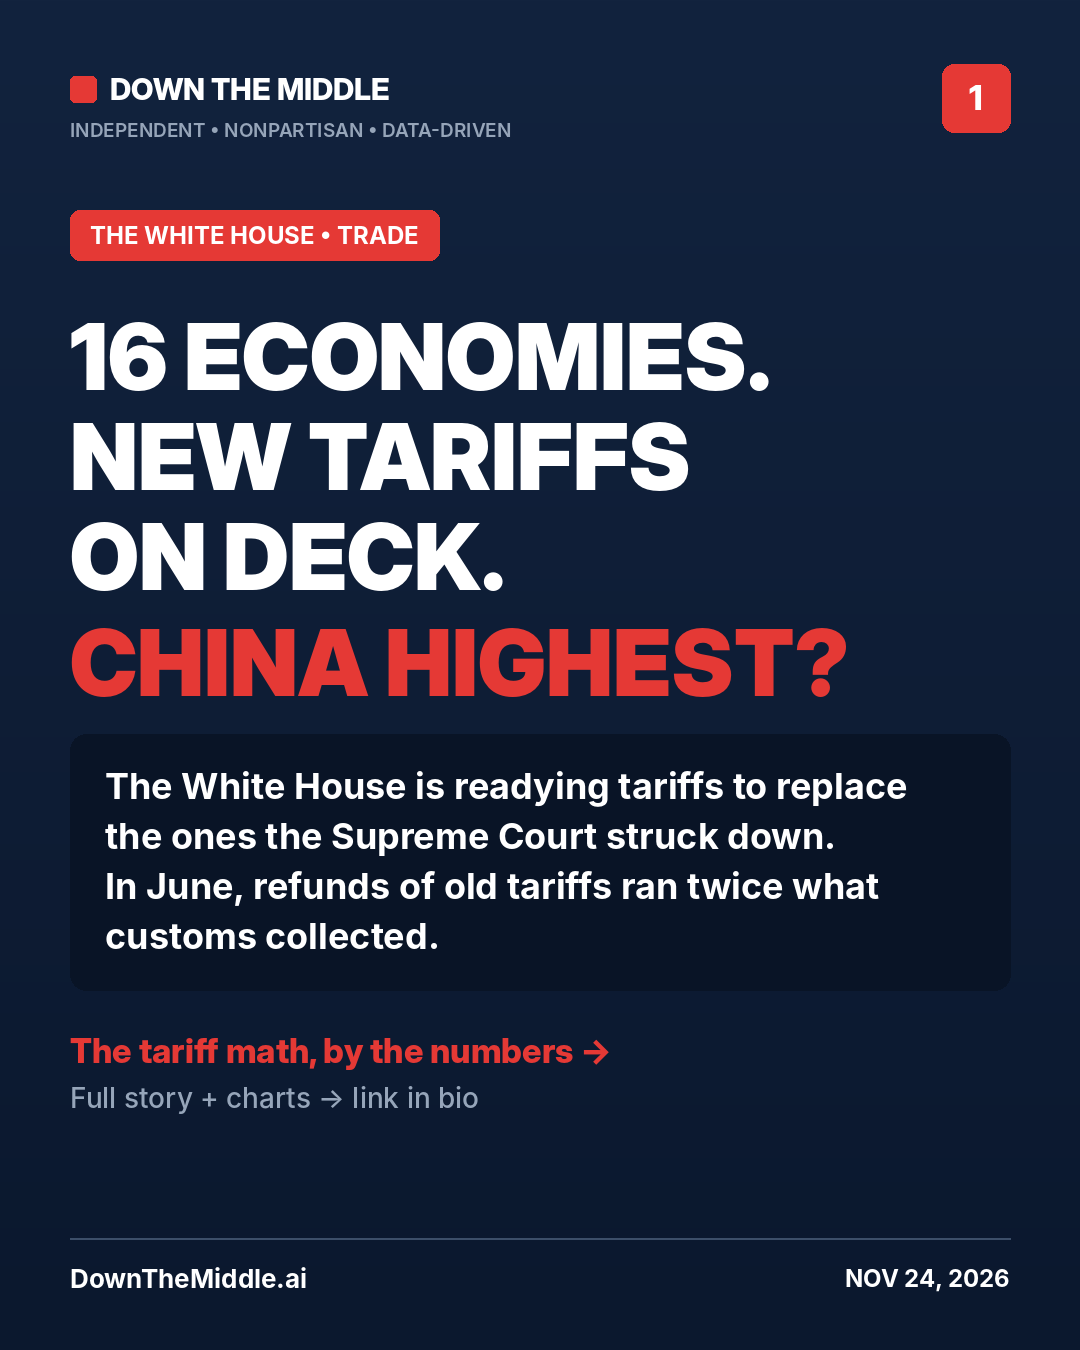 DOWN THE MIDDLE
1
INDEPENDENT • NONPARTISAN • DATA-DRIVEN
THE WHITE HOUSE • TRADE
16 ECONOMIES.
NEW TARIFFS
ON DECK.
CHINA HIGHEST?
The White House is readying tariffs to replace
the ones the Supreme Court struck down.
In June, refunds of old tariffs ran twice what
customs collected.
The tariff math, by the numbers →
Full story + charts → link in bio
DownTheMiddle.ai
NOV 24, 2026